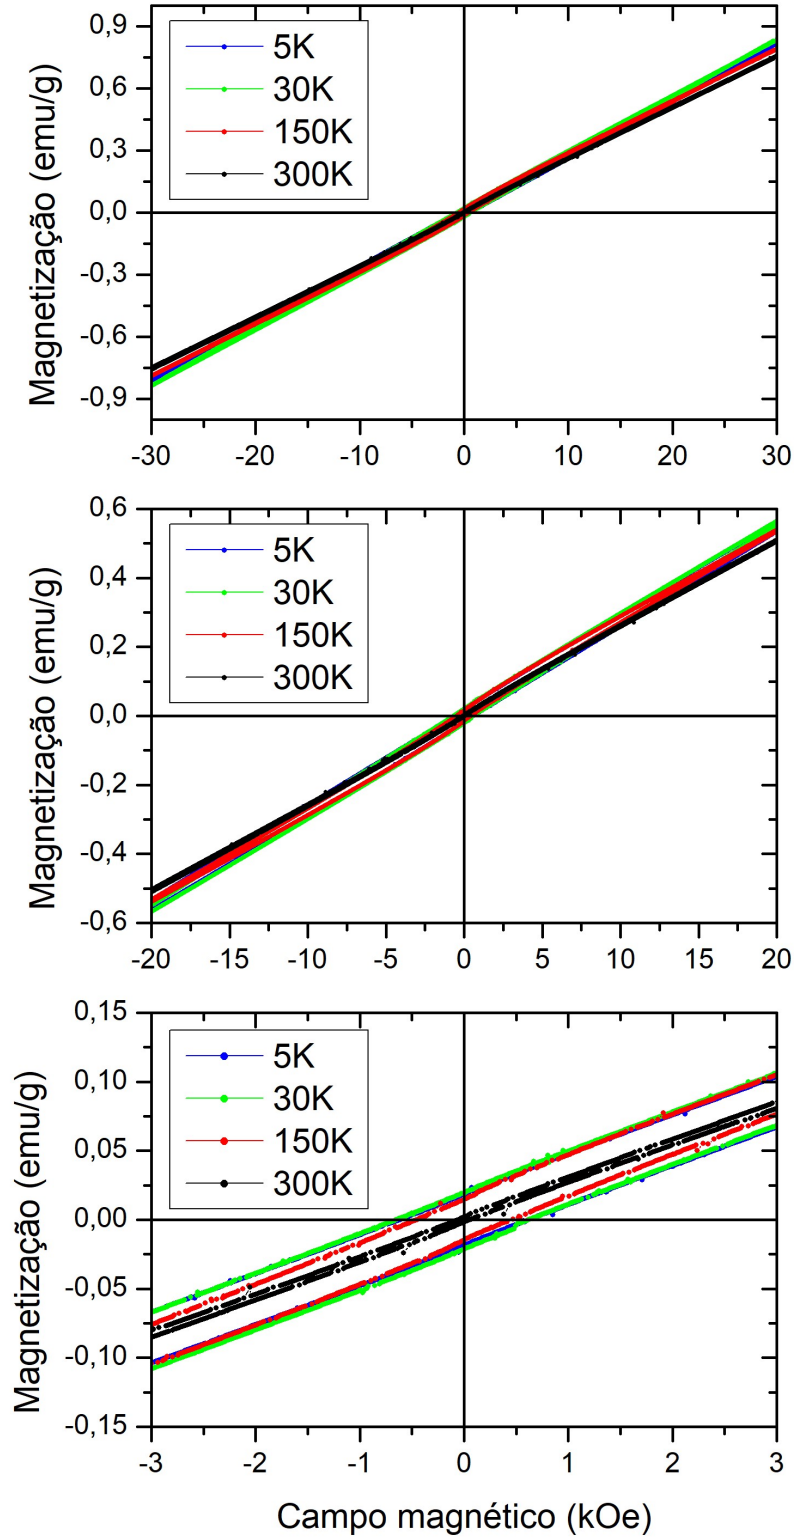 0,9
0,6
0,3
0,0
-0,3
-0,6
-0,9
Magnetização (emu/g)
5K
30K
150K
300K
-30 -20 -10 0 10 20 30
0,6
0,4
0,2
0,0
-0,2
-0,4
-0,6
Magnetização (emu/g)
5K
30K
150K
300K
-20 -15 -10 -5 0 5 10 15 20
0,15
0,10
0,05
0,00
-0,05
-0,10
-0,15
Magnetização (emu/g)
5K
30K
150K
300K
-3 -2 -1 0 1 2 3
Campo magnético (kOe)